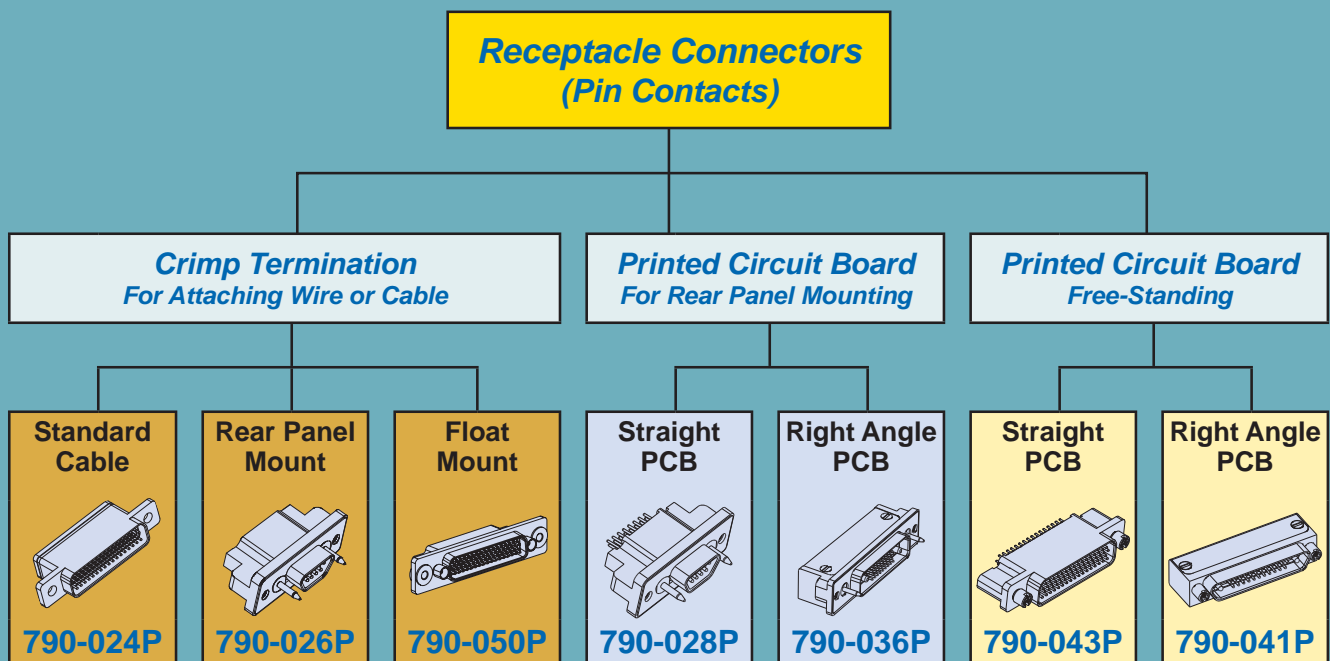 Receptacle Connectors
(Pin Contacts)
Crimp Termination
For Attaching Wire or Cable
Printed Circuit Board
For Rear Panel Mounting
Printed Circuit Board
Free-Standing
Standard
Cable
790-024P
Rear Panel
Mount
790-026P
Float
Mount
790-050P
Straight
PCB
790-028P
Right Angle
PCB
790-036P
Straight
PCB
790-043P
Right Angle
PCB
790-041P